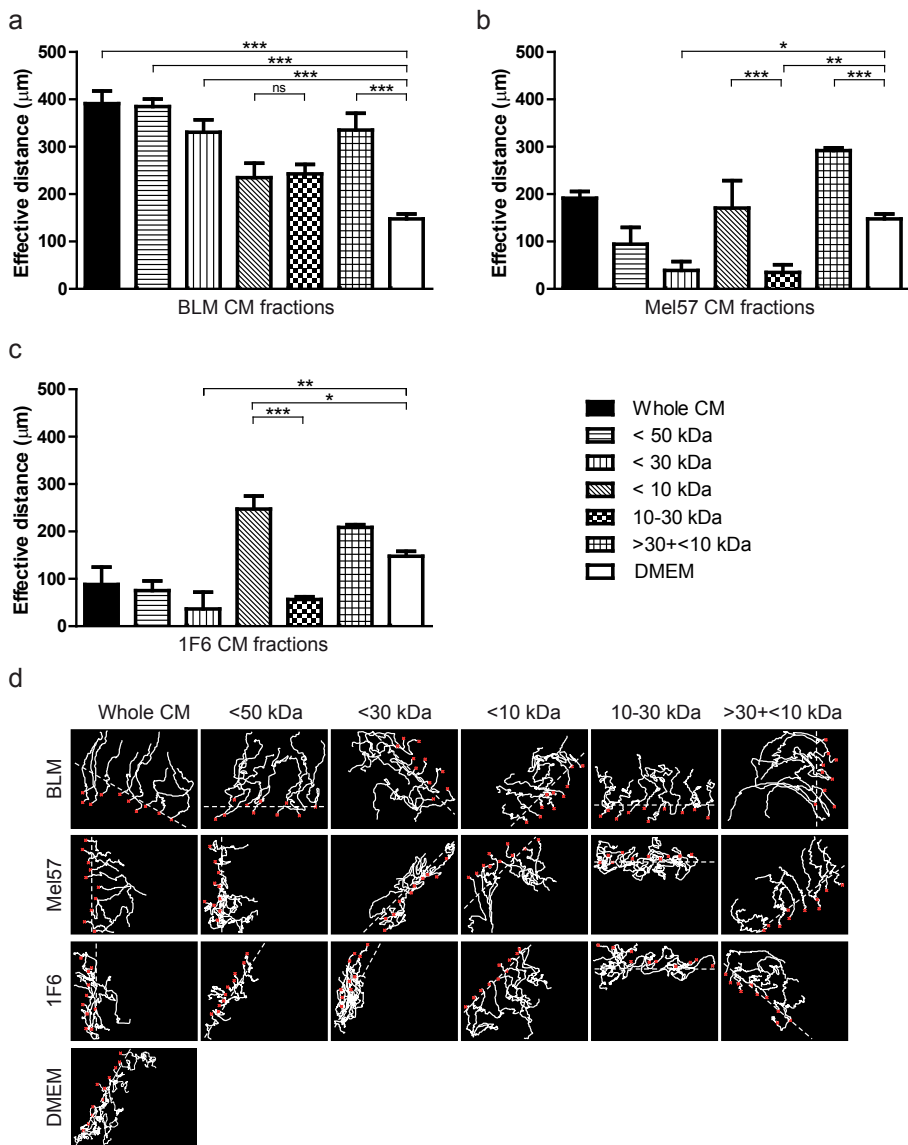 a
Effective distance (μm)
500
400
300
200
100
0
***
***
***
ns
***
BLM CM fractions
b
Effective distance (μm)
500
400
300
200
100
0
*
**
***
***
Mel57 CM fractions
c
Effective distance (μm)
500
400
300
200
100
0
**
*
***
1F6 CM fractions
Whole CM
< 50 kDa
< 30 kDa
< 10 kDa
10-30 kDa
>30+<10 kDa
DMEM
d
Whole CM
<50 kDa
<30 kDa
<10 kDa
10-30 kDa
>30+<10 kDa
BLM
Mel57
1F6
DMEM